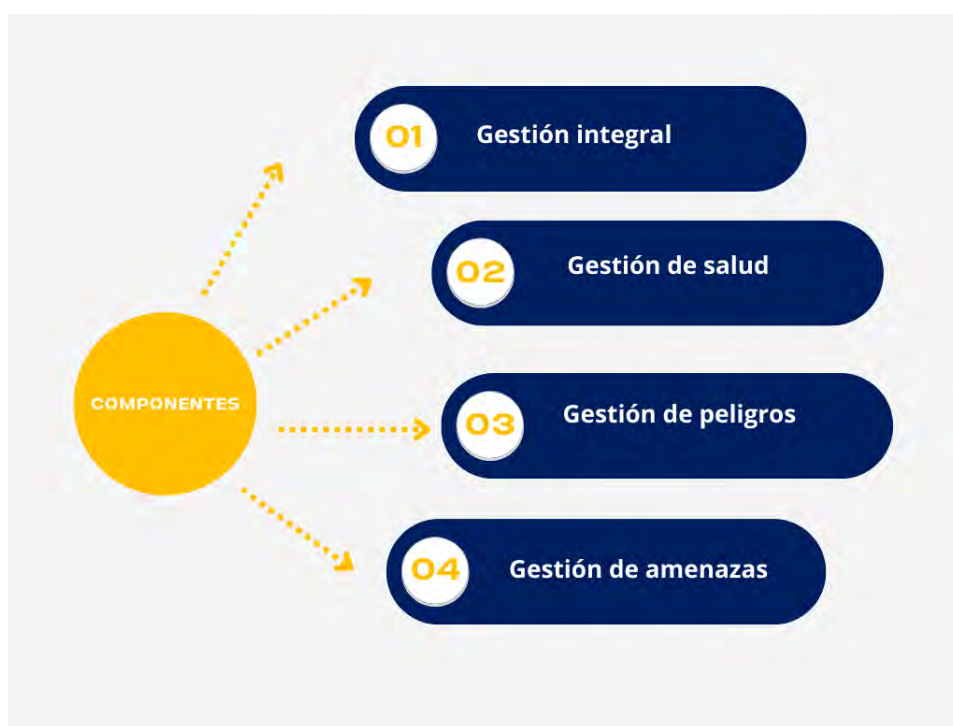 01 Gestión integral
02 Gestión de salud
COMPONENTES
03 Gestión de peligros
04 Gestión de amenazas